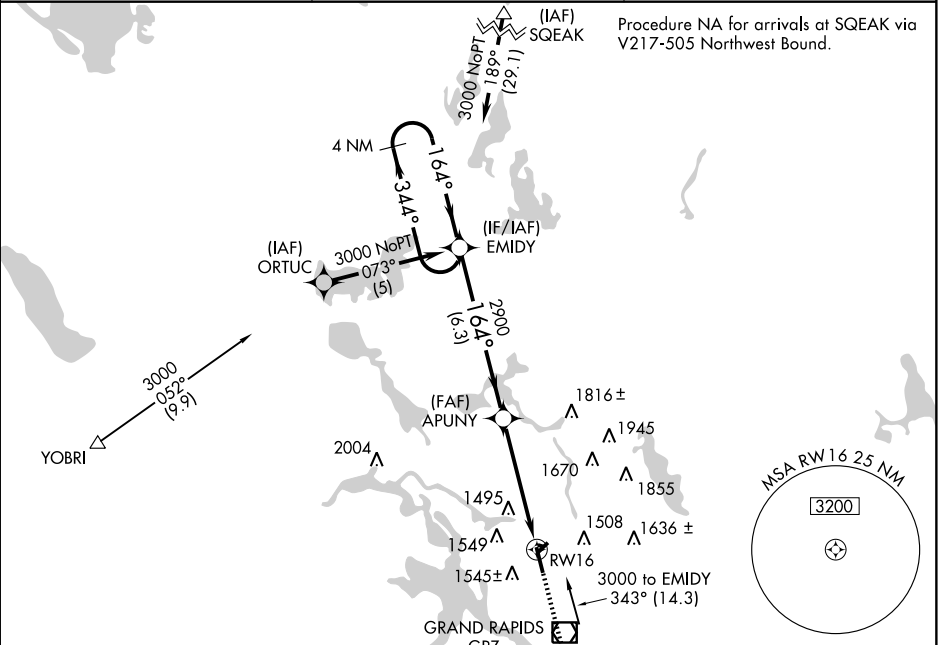 (IAF)
SQEAK
Procedure NA for arrivals at SQEAK via
V217-505 Northwest Bound.
3000 NoPT
189°
(29.1)
4 NM
164°
344°
(IF/IAF)
EMIDY
(IAF)
ORTUC
3000 NoPT
073°
(5)
2900
164°
(6.3)
3000
052°
(9.9)
YOBRI
(FAF)
APUNY
1816 ±
1945
2004
1670
1855
1495
1508
1636 ±
1549
RW16
1545±
MSA RW16 25 NM
3200
3000 to EMIDY
343° (14.3)
GRAND RAPIDS